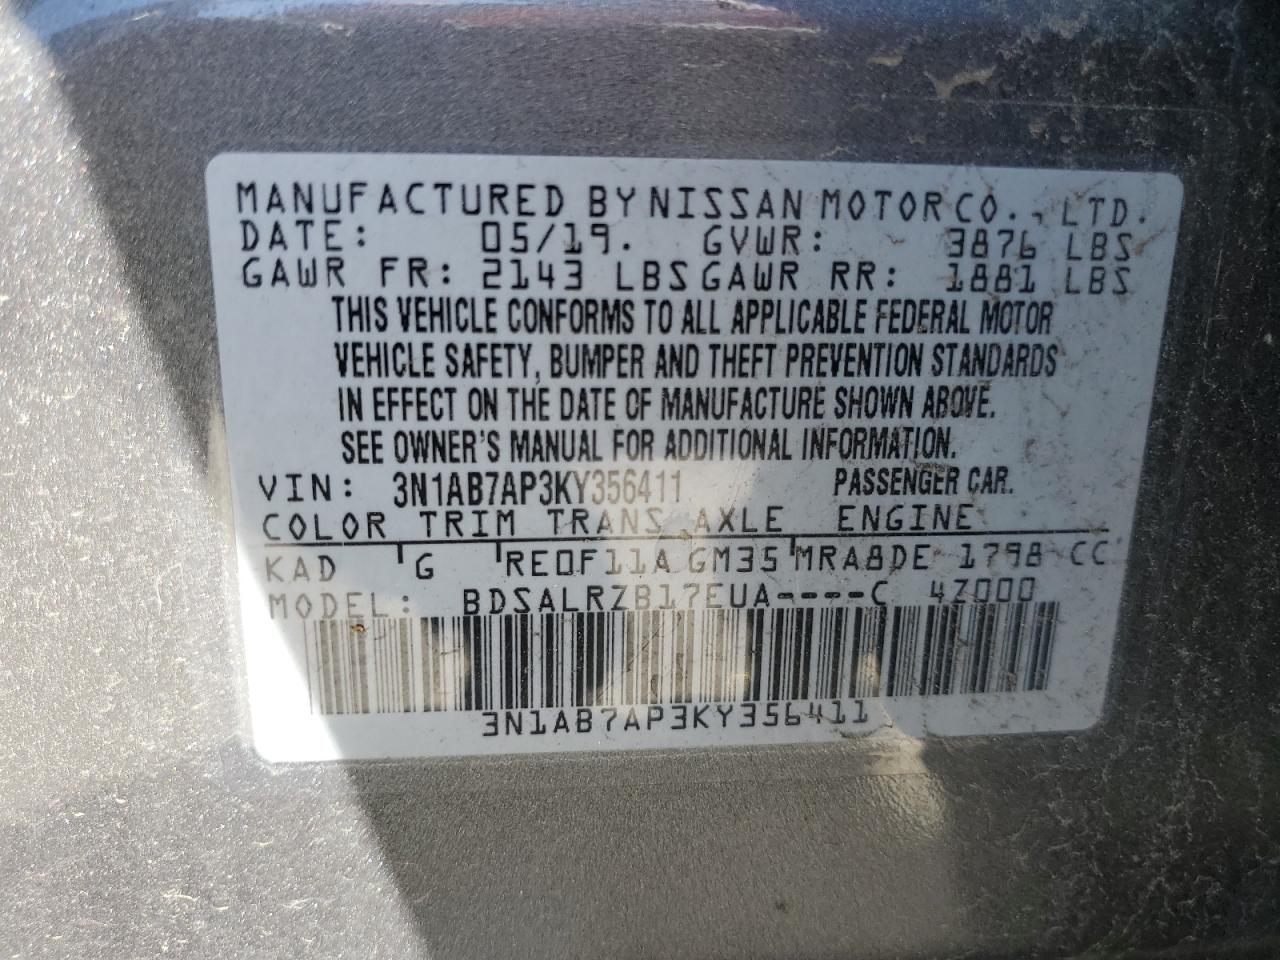 MANUFACTURED BY NISSAN MOTOR CO., LTD.
DATE: 05/19. GVWR: 3876 LBS
GAWR FR: 2143 LBS GAWR RR: 1881 LBS
THIS VEHICLE CONFORMS TO ALL APPLICABLE FEDERAL MOTOR
VEHICLE SAFETY, BUMPER AND THEFT PREVENTION STANDARDS
IN EFFECT ON THE DATE OF MANUFACTURE SHOWN ABOVE.
SEE OWNER'S MANUAL FOR ADDITIONAL INFORMATION.
VIN: 3N1AB7AP3KY356411 PASSENGER CAR.
COLOR TRIM TRANS AXLE ENGINE
KAD G RE0F11A GM35 MRA8DE 1798 CC
MODEL: BDSALRZB17EUA----C 4Z000
3N1AB7AP3KY356411